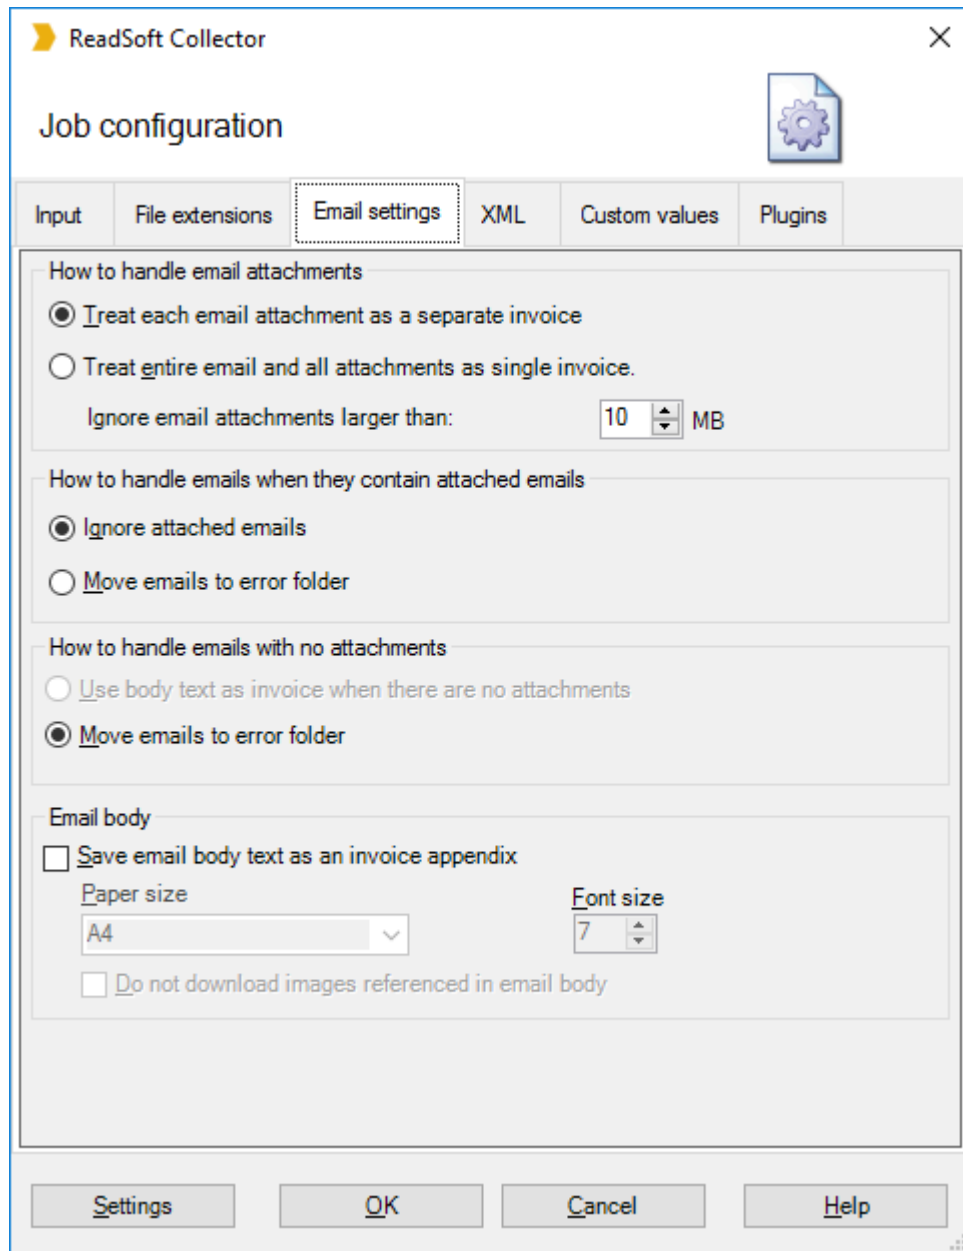 ReadSoft Collector
Job configuration
Input File extensions Email settings XML Custom values Plugins
How to handle email attachments
Treat each email attachment as a separate invoice
Treat entire email and all attachments as single invoice.
Ignore email attachments larger than: 10 MB
How to handle emails when they contain attached emails
Ignore attached emails
Move emails to error folder
How to handle emails with no attachments
Use body text as invoice when there are no attachments
Move emails to error folder
Email body
Save email body text as an invoice appendix
Paper size Font size
A4 7
Do not download images referenced in email body
Settings OK Cancel Help